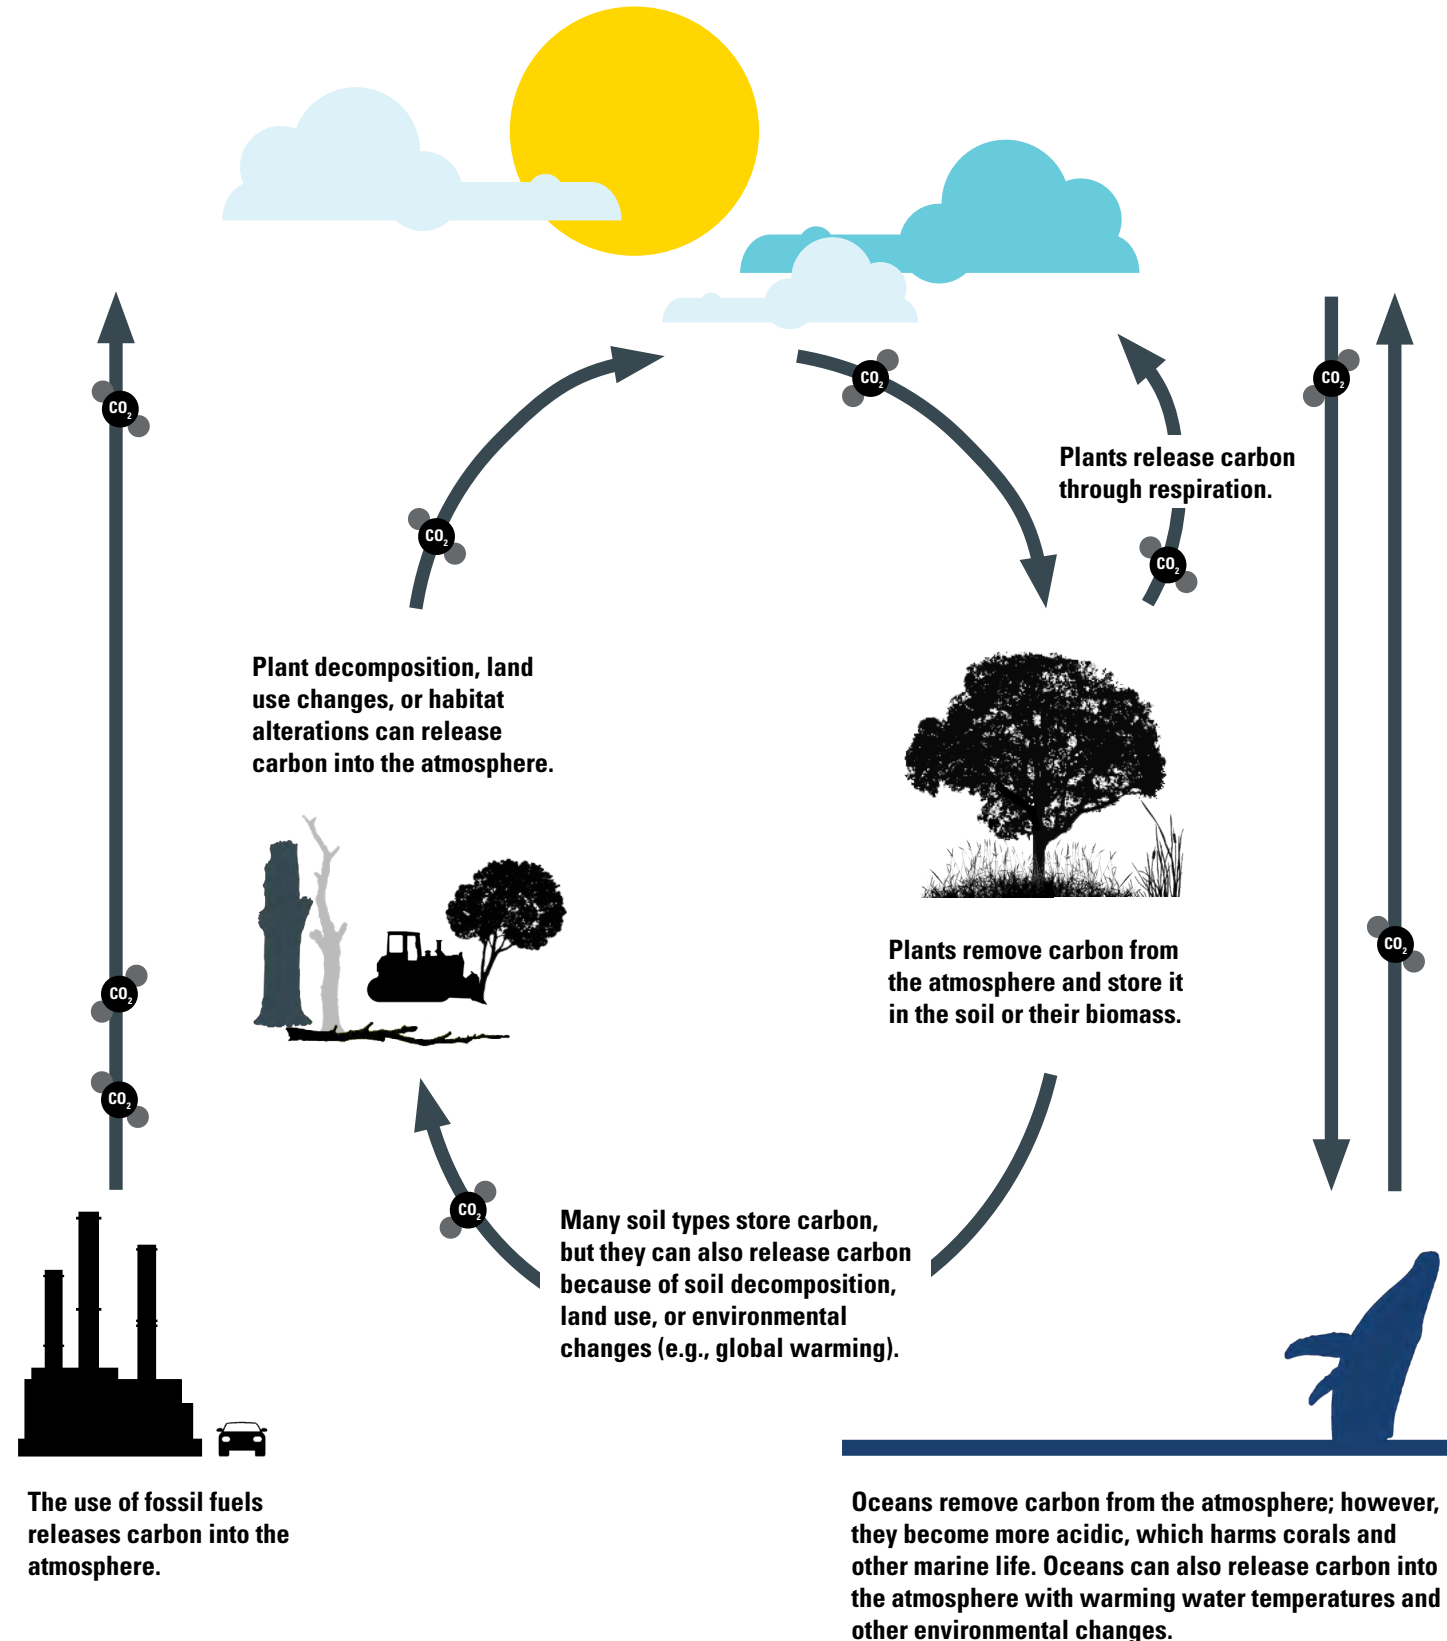 CO2
CO2
CO2
CO2
Plants release carbon
through respiration.
CO2
CO2
Plant decomposition, land
use changes, or habitat
alterations can release
carbon into the atmosphere.
Plants remove carbon from
the atmosphere and store it
in the soil or their biomass.
CO2
CO2
CO2
CO2
Many soil types store carbon,
but they can also release carbon
because of soil decomposition,
land use, or environmental
changes (e.g., global warming).
The use of fossil fuels
releases carbon into the
atmosphere.
Oceans remove carbon from the atmosphere; however,
they become more acidic, which harms corals and
other marine life. Oceans can also release carbon into
the atmosphere with warming water temperatures and
other environmental changes.